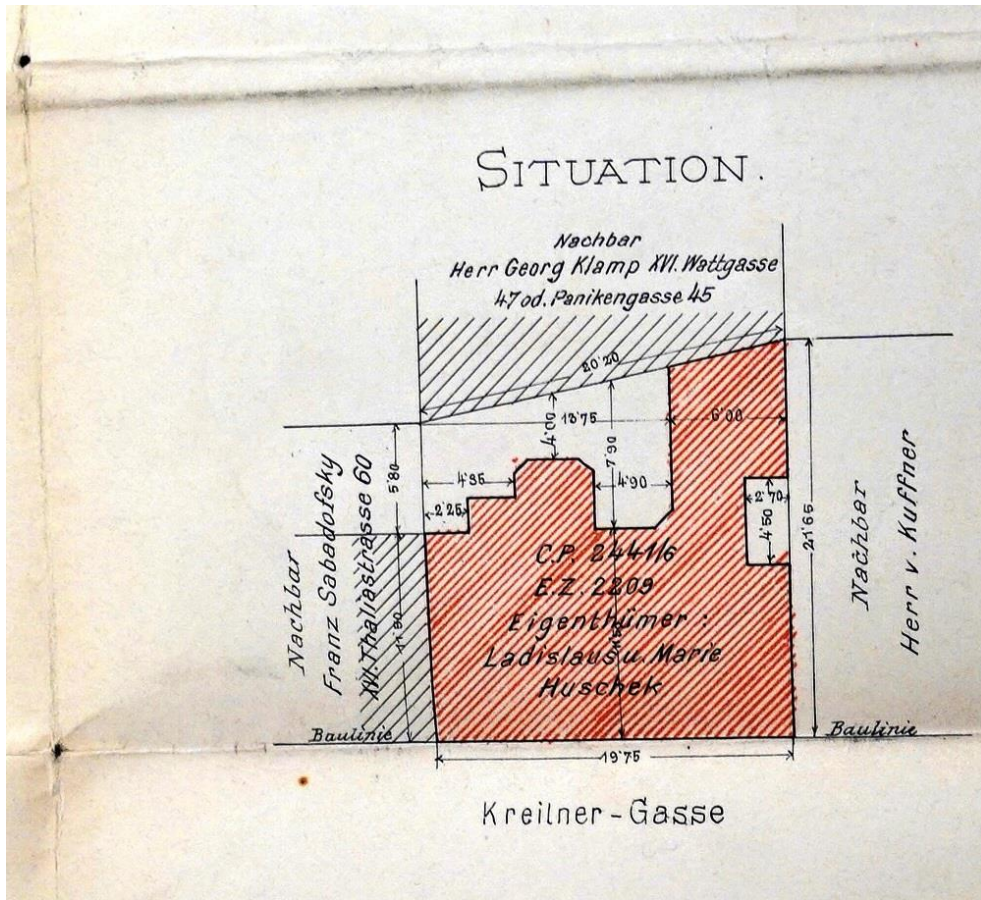 SITUATION.
Nachbar
Herr Georg Klamp XVI. Wattgasse
47 od. Panikengasse 45
20˙20
13˙75
6˙00
4˙00
7˙90
5˙80
4˙35
4˙90
2˙25
2˙70
4˙50
21˙65
Nachbar
Franz Sabadofsky
XVI. Thaliastrasse 60
C.P. 2441/6
E.Z. 2209
Eigenthümer :
Ladislaus u. Marie
Huschek
Nachbar
Herr v. Kuffner
Baulinie
Baulinie
19˙75
Kreilner-Gasse